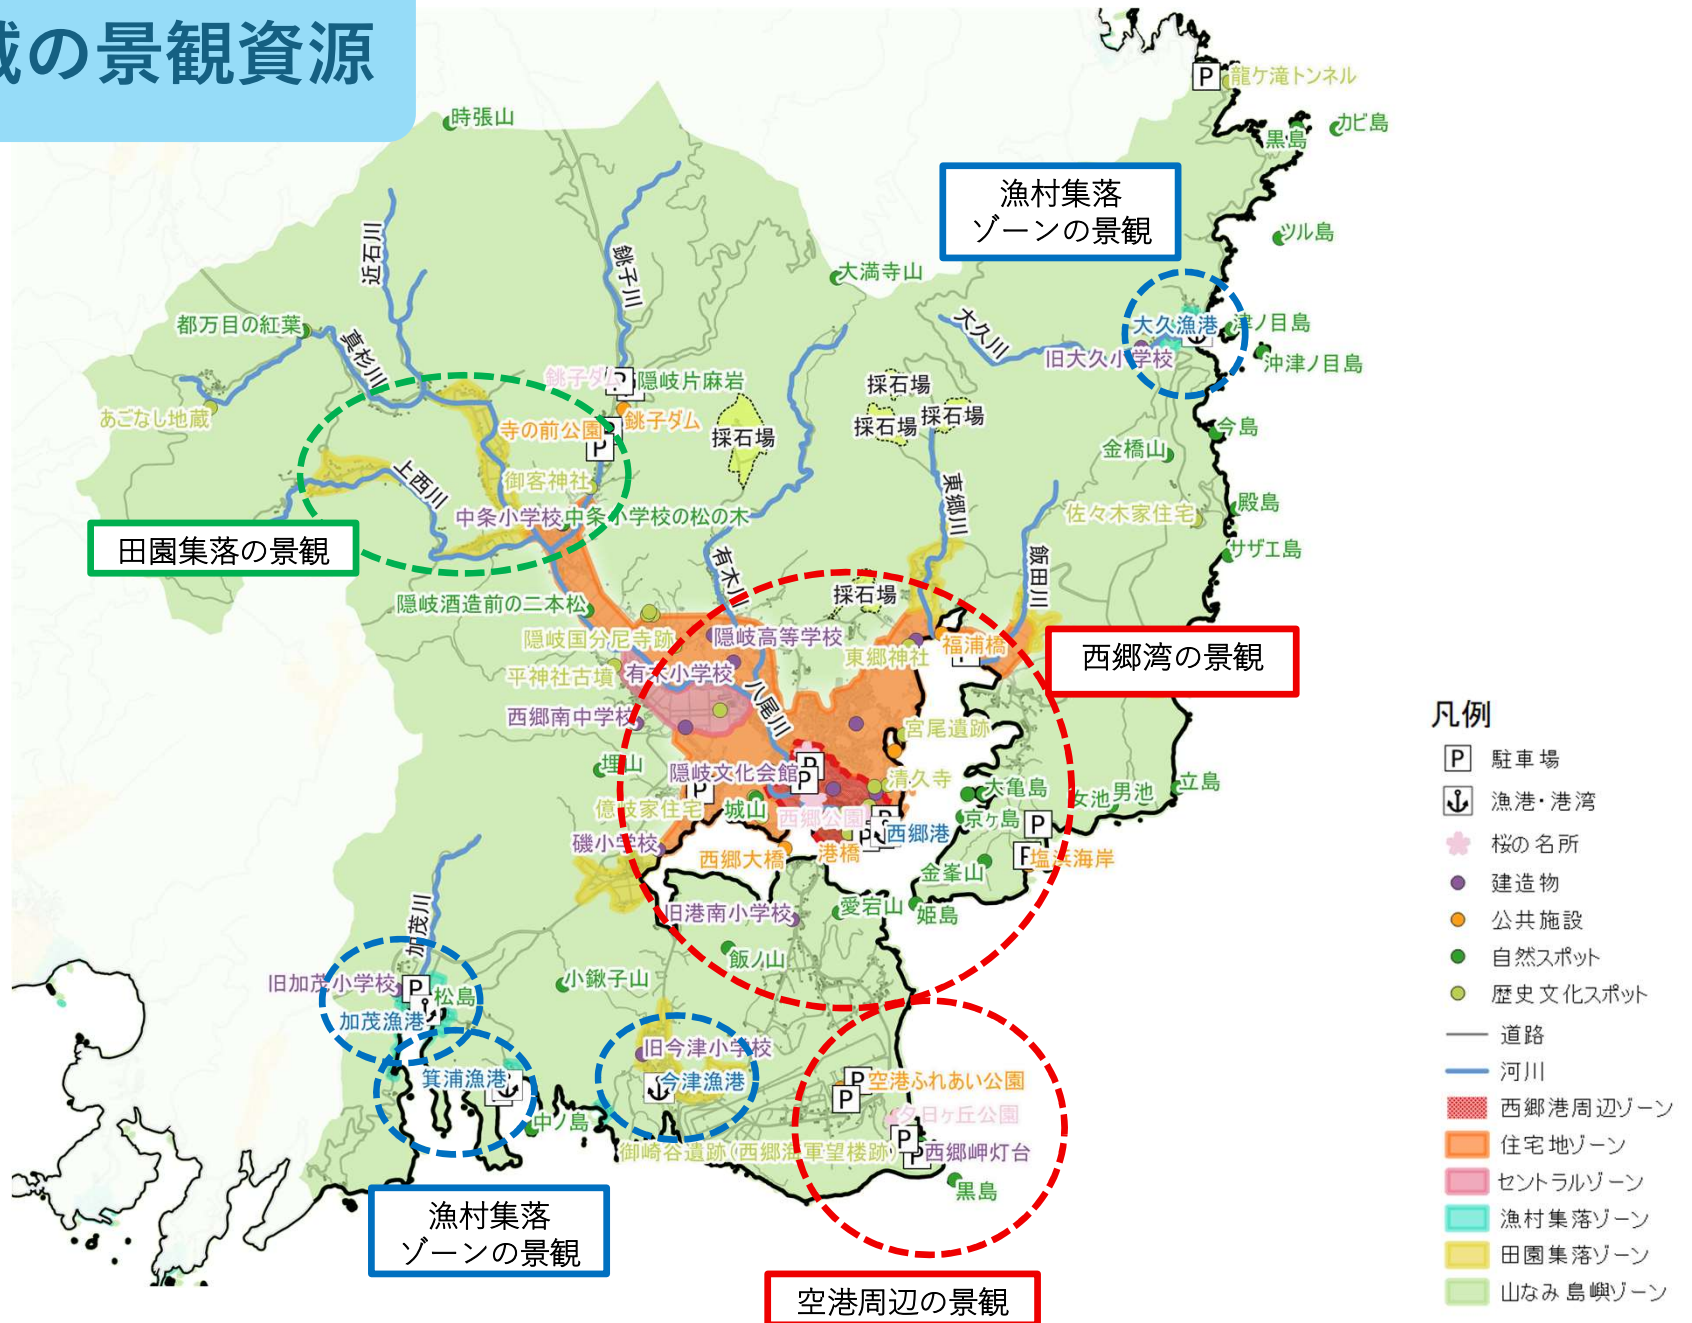 域の景観資源
龍ケ滝トンネル
時張山
カビ島
黒島
漁村集落
ゾーンの景観
ツル島
近石川
銚子川
大満寺山
都万目の紅葉
真杉川
大久川
大久漁港
津ノ目島
旧大久小学校
沖津ノ目島
銚子ダム
隠岐片麻岩
採石場
あごなし地蔵
寺の前公園
銚子ダム
採石場
採石場
採石場
今島
金橋山
上西川
御客神社
東郷川
殿島
佐々木家住宅
中条小学校
中条小学校の松の木
サザエ島
田園集落の景観
有木川
飯田川
採石場
隠岐酒造前の二本松
隠岐国分尼寺跡
隠岐高等学校
東郷神社
福浦橋
西郷湾の景観
平神社古墳
有木小学校
八尾川
西郷南中学校
宮尾遺跡
埋山
隠岐文化会館
清久寺
大亀島
女池
男池
立島
億岐家住宅
城山
西郷公園
京ヶ島
西郷港
磯小学校
西郷大橋
港橋
塩浜海岸
金峯山
加茂川
旧港南小学校
愛宕山
姫島
飯ノ山
小鍬子山
旧加茂小学校
松島
加茂漁港
旧今津小学校
箕浦漁港
今津漁港
空港ふれあい公園
夕日ヶ丘公園
中ノ島
御崎谷遺跡(西郷海軍望楼跡)
西郷岬灯台
黒島
漁村集落
ゾーンの景観
空港周辺の景観
凡例
P 駐車場
漁港・港湾
桜の名所
建造物
公共施設
自然スポット
歴史文化スポット
道路
河川
西郷港周辺ゾーン
住宅地ゾーン
セントラルゾーン
漁村集落ゾーン
田園集落ゾーン
山なみ島嶼ゾーン